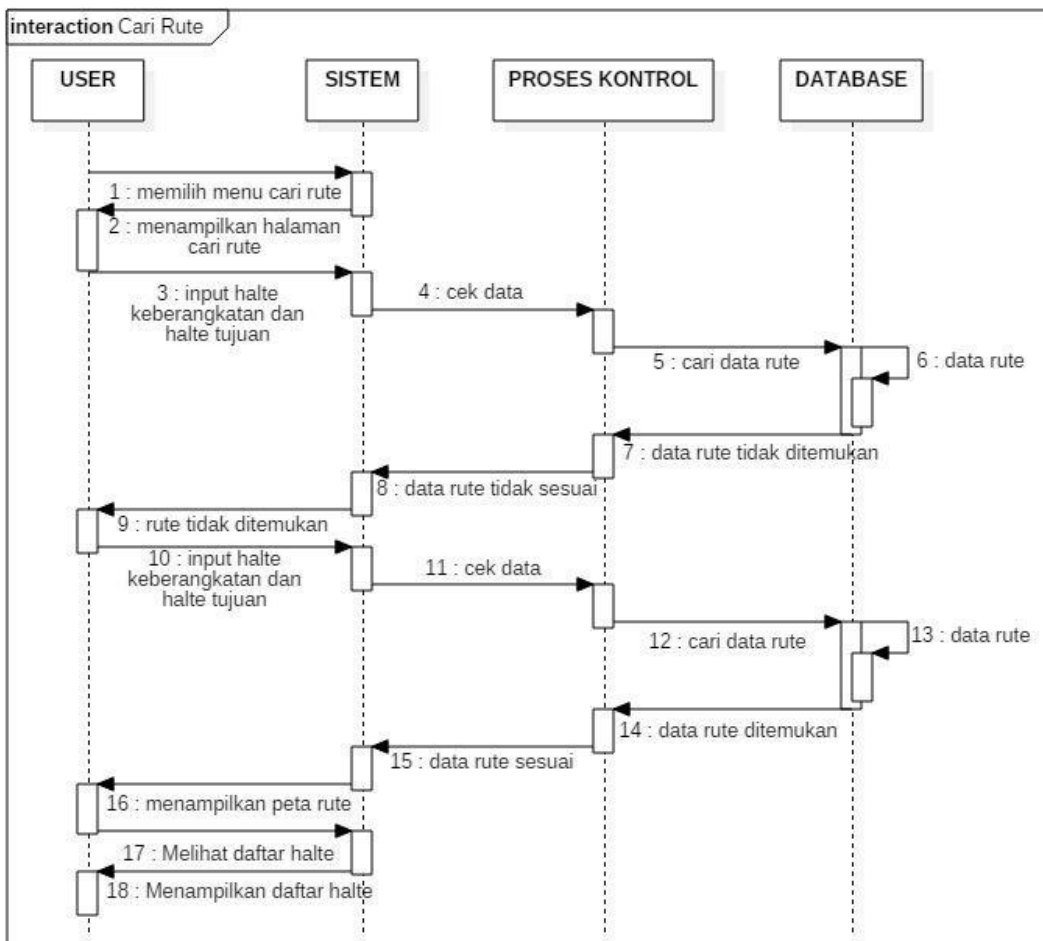 interaction Cari Rute
USER
SISTEM
PROSES KONTROL
DATABASE
1 : memilih menu cari rute
2 : menampilkan halaman
cari rute
3 : input halte
keberangkatan dan
halte tujuan
4 : cek data
5 : cari data rute
6 : data rute
7 : data rute tidak ditemukan
8 : data rute tidak sesuai
9 : rute tidak ditemukan
10 : input halte
keberangkatan dan
halte tujuan
11 : cek data
12 : cari data rute
13 : data rute
14 : data rute ditemukan
15 : data rute sesuai
16 : menampilkan peta rute
17 : Melihat daftar halte
18 : Menampilkan daftar halte